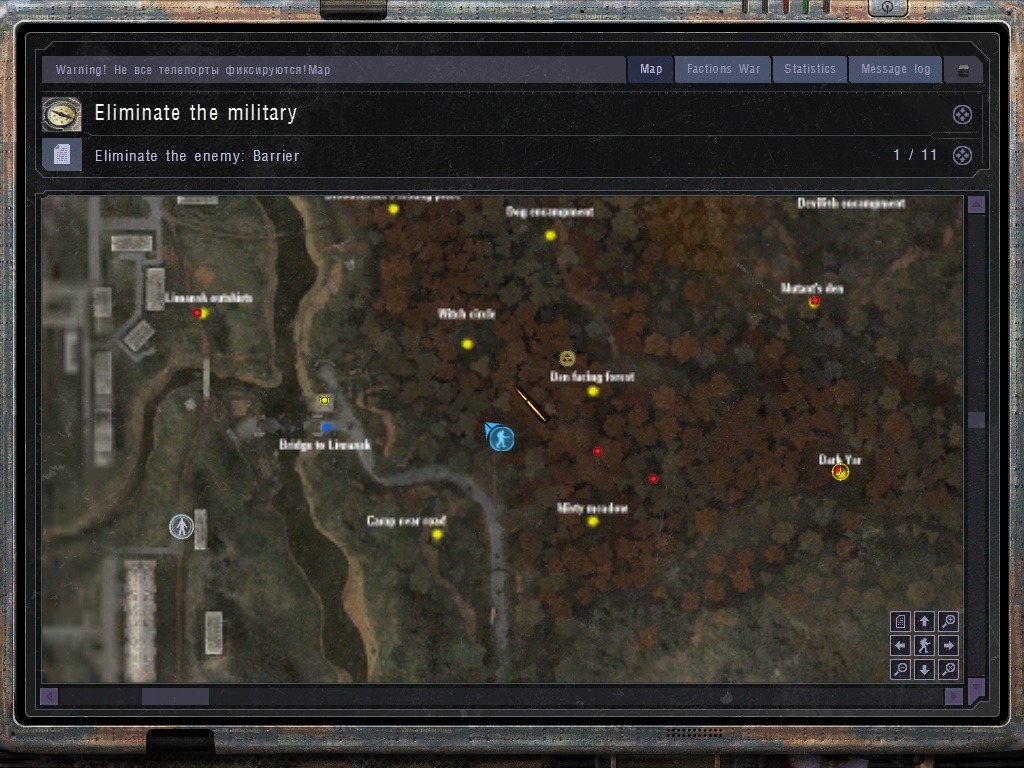 Warning! Не все телепорты фиксируются!Map
Map
Factions War
Statistics
Message log
Eliminate the military
Eliminate the enemy: Barrier
1 / 11
Dog encampment
Devilish encampment
Limansk outskirts
Mutant's den
Witch circle
Den facing forest
Bridge to Limansk
Dark Yar
Camp near road
Misty meadow